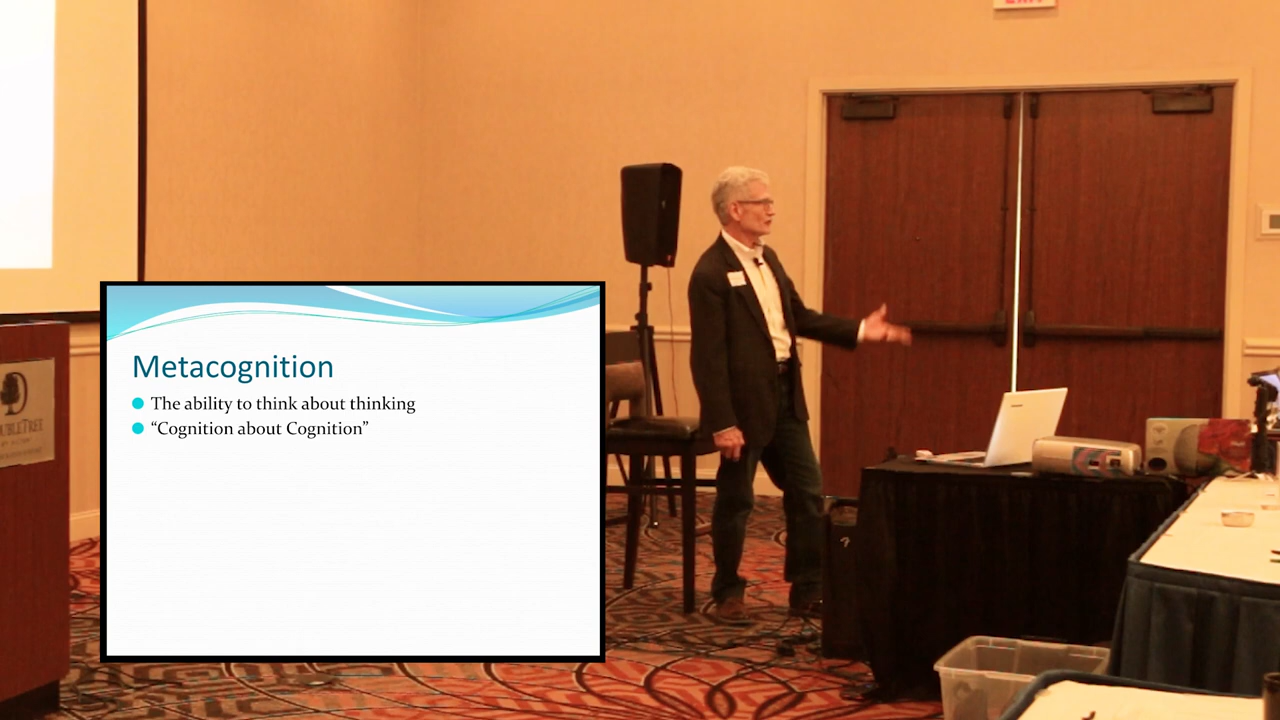 Metacognition
The ability to think about thinking
“Cognition about Cognition”